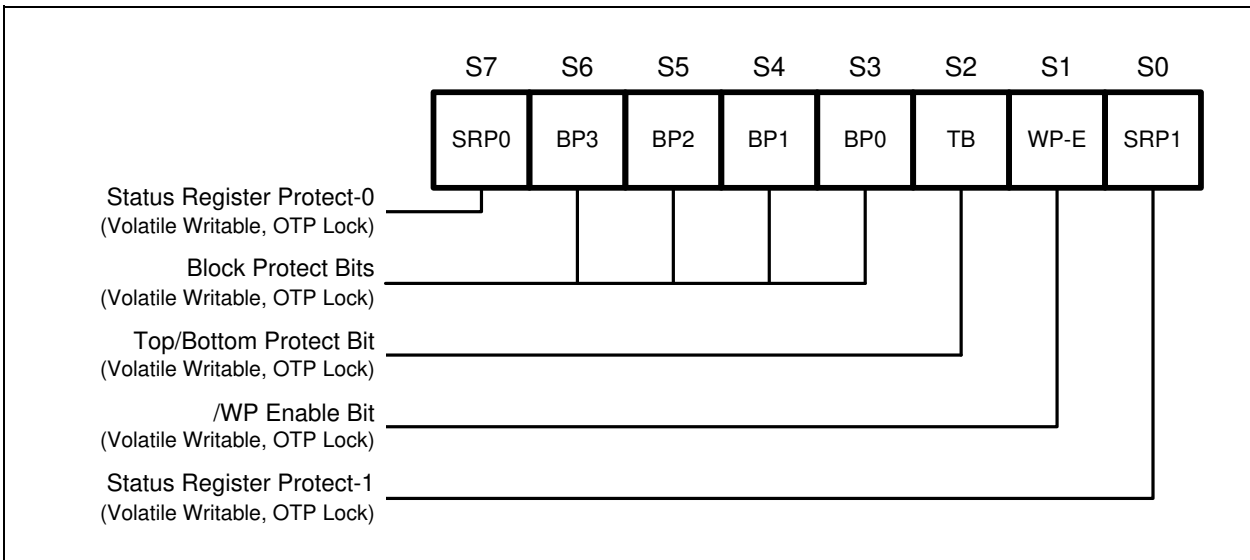 S7 S6 S5 S4 S3 S2 S1 S0
SRP0 BP3 BP2 BP1 BP0 TB WP-E SRP1
Status Register Protect-0
(Volatile Writable, OTP Lock)
Block Protect Bits
(Volatile Writable, OTP Lock)
Top/Bottom Protect Bit
(Volatile Writable, OTP Lock)
/WP Enable Bit
(Volatile Writable, OTP Lock)
Status Register Protect-1
(Volatile Writable, OTP Lock)